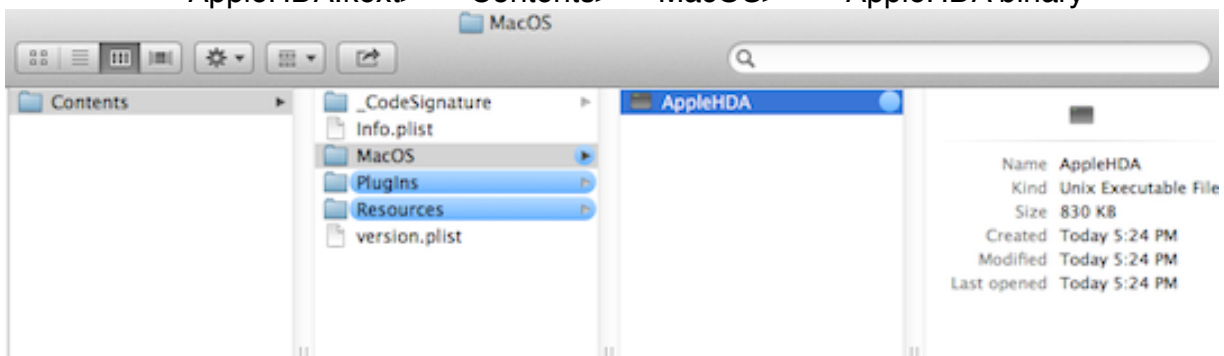 AppleHDA.kext> Contents> MacOS> AppleHDA binary
MacOS
Contents
_CodeSignature
Info.plist
MacOS
PlugIns
Resources
version.plist
AppleHDA
Name AppleHDA
Kind Unix Executable File
Size 830 KB
Created Today 5:24 PM
Modified Today 5:24 PM
Last opened Today 5:24 PM